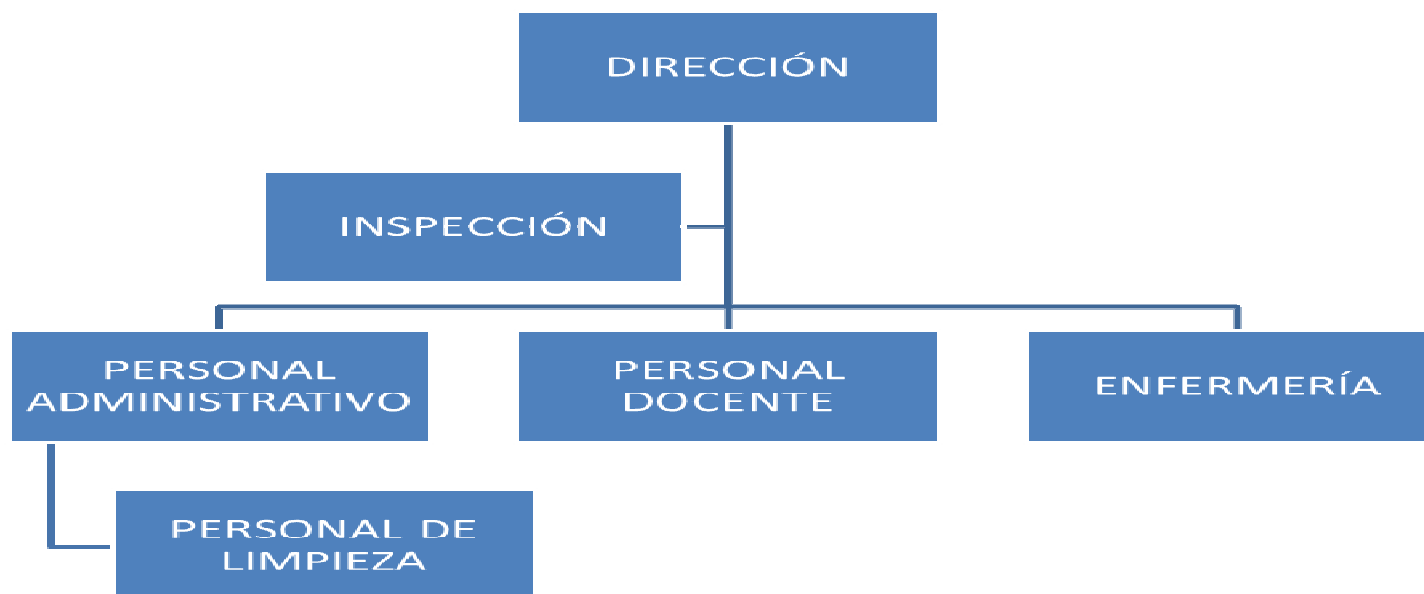 DIRECCIÓN
INSPECCIÓN
PERSONAL
ADMINISTRATIVO
PERSONAL
DOCENTE
ENFERMERÍA
PERSONAL DE
LIMPIEZA